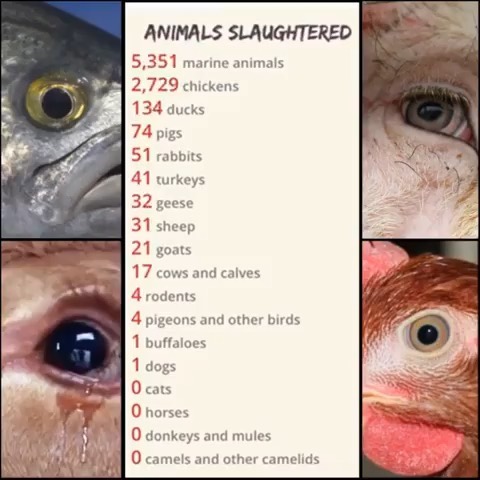 ANIMALS SLAUGHTERED
5,351 marine animals
2,729 chickens
134 ducks
74 pigs
51 rabbits
41 turkeys
32 geese
31 sheep
21 goats
17 cows and calves
4 rodents
4 pigeons and other birds
1 buffaloes
1 dogs
0 cats
0 horses
0 donkeys and mules
0 camels and other camelids